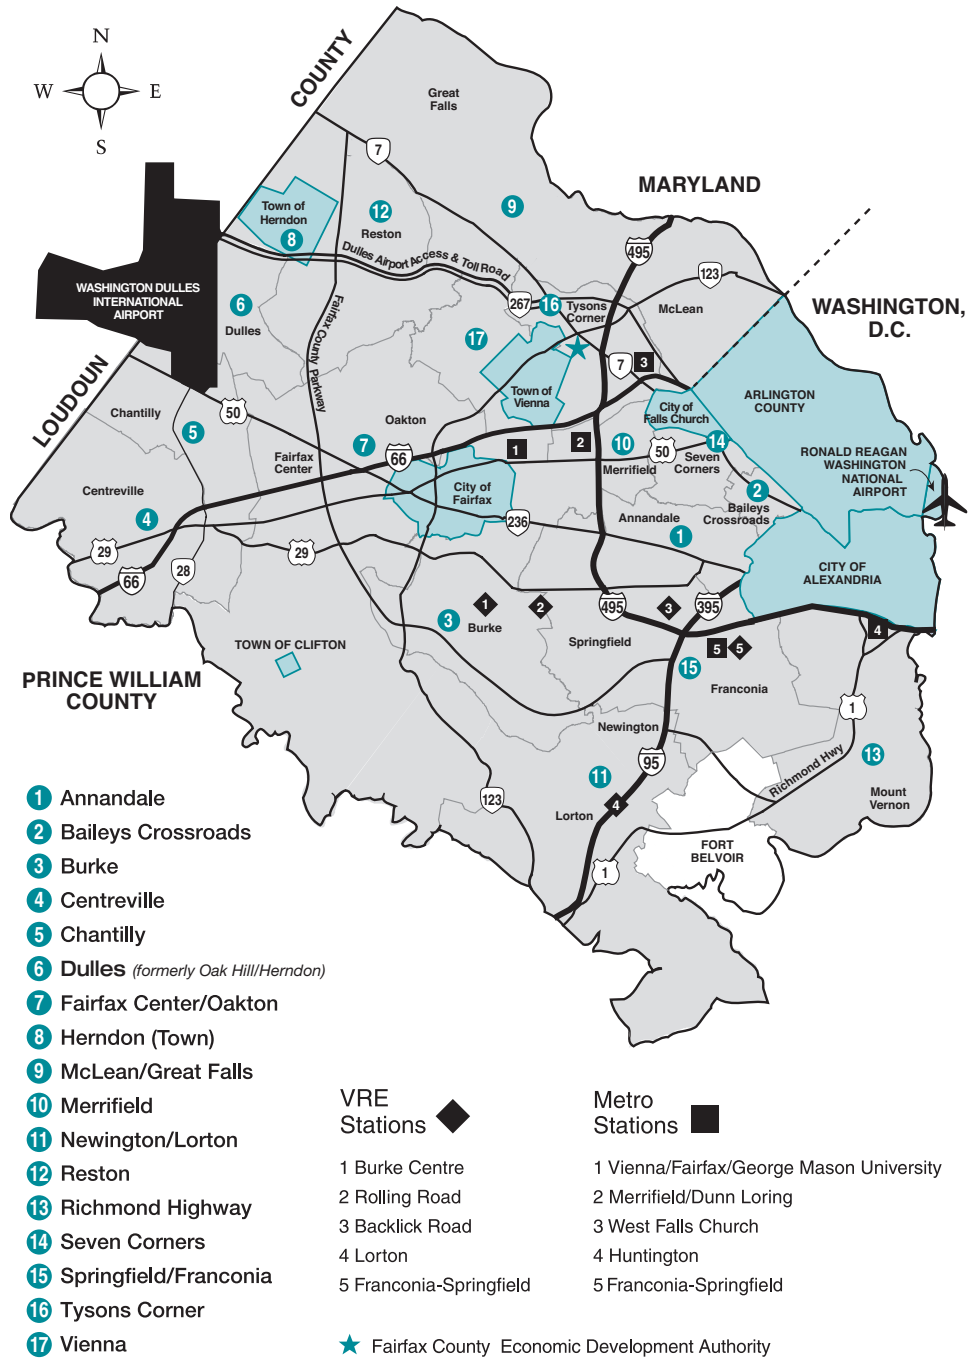 N
W
E
S
COUNTY
LOUDOUN
Great
Falls
7
MARYLAND
Town of
Herndon
8
12
Reston
9
Dulles Airport Access & Toll Road
495
123
WASHINGTON DULLES
INTERNATIONAL
AIRPORT
6
Dulles
Fairfax County Parkway
267
16
Tysons
Corner
McLean
WASHINGTON,
D.C.
17
7
3
Town of
Vienna
ARLINGTON
COUNTY
Chantilly
50
5
Oakton
City of
Falls Church
7
66
Fairfax
Center
1
2
10
Merrifield
50
14
Seven
Corners
RONALD REAGAN
WASHINGTON
NATIONAL
AIRPORT
Centreville
4
City of
Fairfax
2
Baileys
Crossroads
236
Annandale
1
29
29
28
66
CITY OF
ALEXANDRIA
3
Burke
1
2
495
3
395
Springfield
4
TOWN OF CLIFTON
5
5
15
Franconia
PRINCE WILLIAM
COUNTY
1
Newington
95
13
11
Richmond Hwy
123
Lorton
4
Mount
Vernon
FORT
BELVOIR
1
1 Annandale
2 Baileys Crossroads
3 Burke
4 Centreville
5 Chantilly
6 Dulles (formerly Oak Hill/Herndon)
7 Fairfax Center/Oakton
8 Herndon (Town)
9 McLean/Great Falls
10 Merrifield
11 Newington/Lorton
12 Reston
13 Richmond Highway
14 Seven Corners
15 Springfield/Franconia
16 Tysons Corner
17 Vienna
VRE
Stations
1 Burke Centre
2 Rolling Road
3 Backlick Road
4 Lorton
5 Franconia-Springfield
Metro
Stations
1 Vienna/Fairfax/George Mason University
2 Merrifield/Dunn Loring
3 West Falls Church
4 Huntington
5 Franconia-Springfield
Fairfax County Economic Development Authority